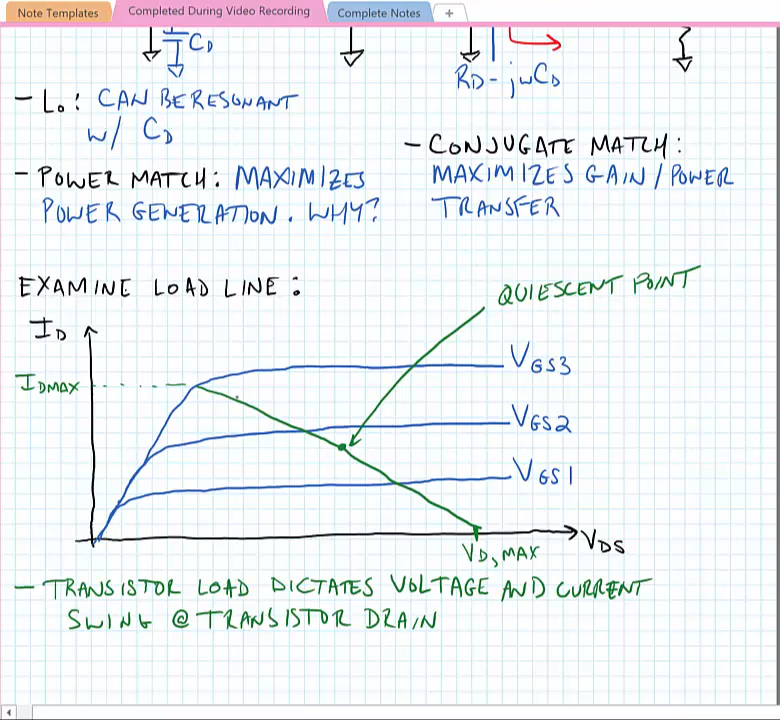 Note Templates
Completed During Video Recording
Complete Notes
+
CD
RD - jωCD
- Lo: CAN BE RESONANT
W/ CD
- POWER MATCH: MAXIMIZES
POWER GENERATION. WHY?
- CONJUGATE MATCH:
MAXIMIZES GAIN / POWER
TRANSFER
EXAMINE LOAD LINE:
QUIESCENT POINT
ID
IDMAX
VGS3
VGS2
VGS1
VDS
VD, MAX
- TRANSISTOR LOAD DICTATES VOLTAGE AND CURRENT
SWING @ TRANSISTOR DRAIN